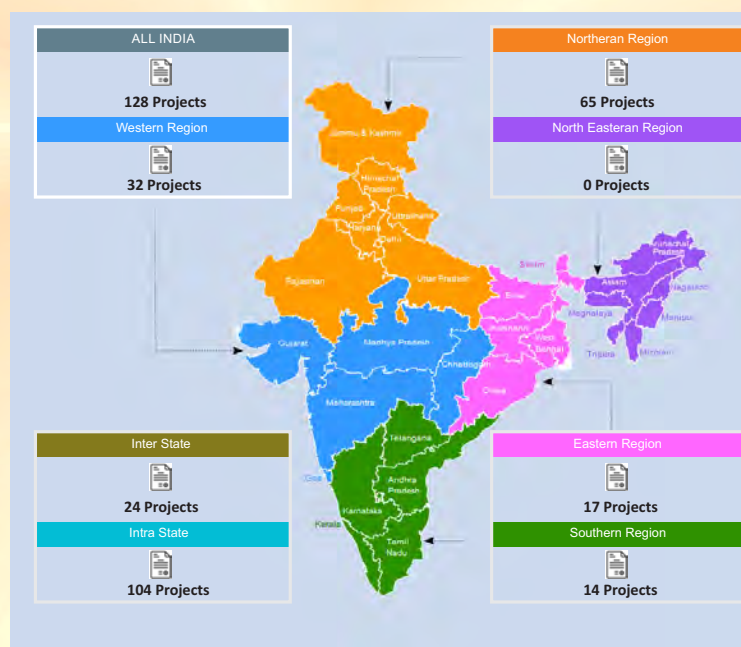 ALL INDIA
128 Projects
Western Region
32 Projects
Northeran Region
65 Projects
North Easteran Region
0 Projects
Jammu & Kashmir
Himachal
Pradesh
Punjab
Haryana
Delhi
Rajasthan
Uttar Pradesh
Sikkim
Bihar
West
Bengal
Arunachal
Pradesh
Assam
Nagaland
Meghalaya
Manipur
Tripura
Mizoram
Gujarat
Madhya Pradesh
Chhattisgarh
Maharashtra
Goa
Telangana
Andhra
Pradesh
Karnataka
Kerala
Tamil
Nadu
Inter State
24 Projects
Intra State
104 Projects
Eastern Region
17 Projects
Southern Region
14 Projects